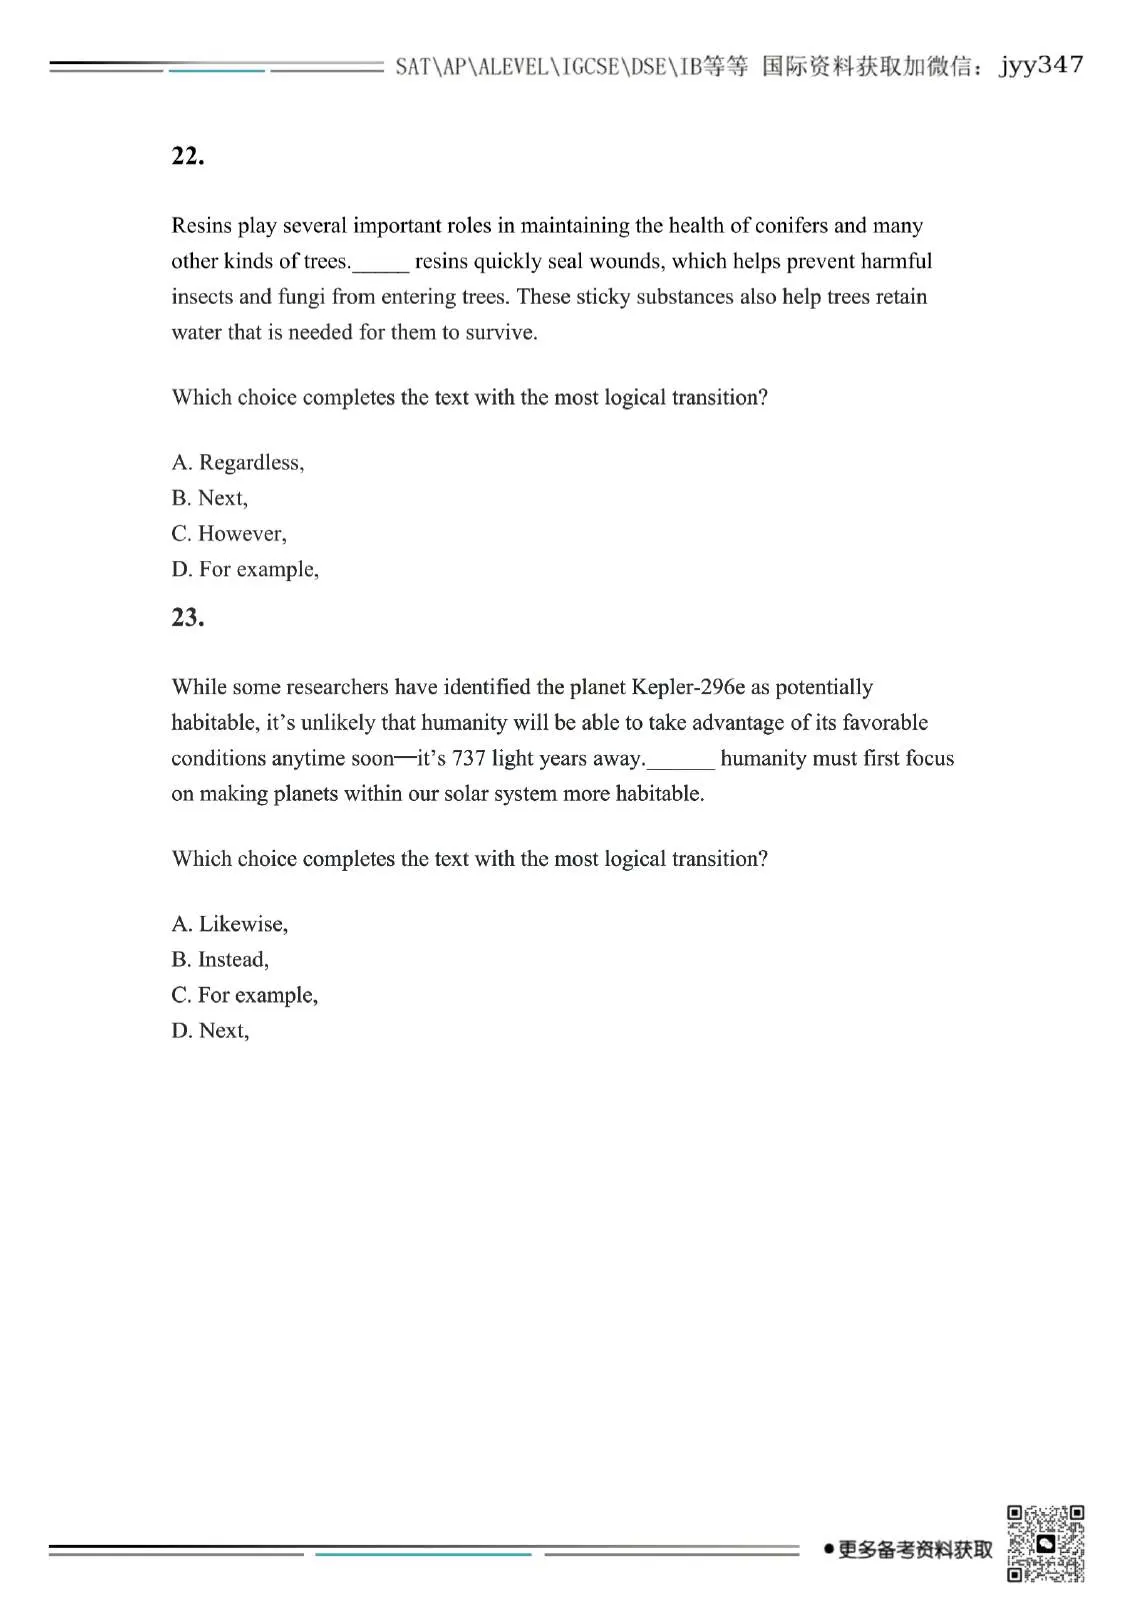 SAT\AP\ALEVEL\IGCSE\DSE\IB等等 国际资料获取加微信: jyy347
22.
Resins play several important roles in maintaining the health of conifers and many
other kinds of trees._____ resins quickly seal wounds, which helps prevent harmful
insects and fungi from entering trees. These sticky substances also help trees retain
water that is needed for them to survive.
Which choice completes the text with the most logical transition?
A. Regardless,
B. Next,
C. However,
D. For example,
23.
While some researchers have identified the planet Kepler-296e as potentially
habitable, it's unlikely that humanity will be able to take advantage of its favorable
conditions anytime soon—it's 737 light years away.______ humanity must first focus
on making planets within our solar system more habitable.
Which choice completes the text with the most logical transition?
A. Likewise,
B. Instead,
C. For example,
D. Next,
●更多备考资料获取